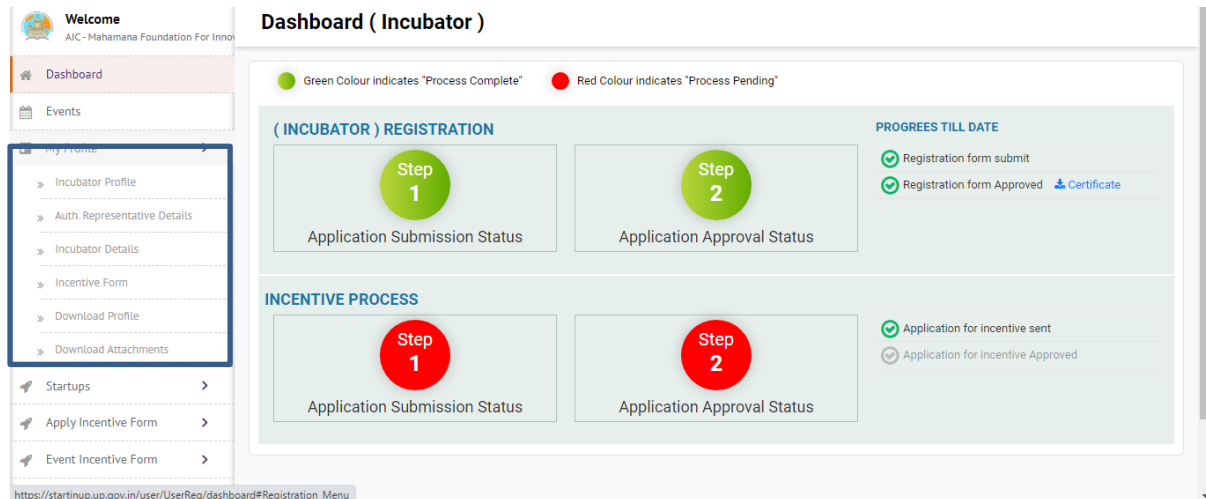 Welcome
AIC - Mahamana Foundation For Innov
Dashboard
Events
My Profile
Incubator Profile
Auth. Representative Details
Incubator Details
Incentive Form
Download Profile
Download Attachments
Startups
Apply Incentive Form
Event Incentive Form
Dashboard ( Incubator )
Green Colour indicates "Process Complete"
Red Colour indicates "Process Pending"
( INCUBATOR ) REGISTRATION
Step
1
Application Submission Status
Step
2
Application Approval Status
PROGREES TILL DATE
Registration form submit
Registration form Approved Certificate
INCENTIVE PROCESS
Step
1
Application Submission Status
Step
2
Application Approval Status
Application for incentive sent
Application for incentive Approved
https://startinup.up.gov.in/user/UserReg/dashboard#Registration_Menu